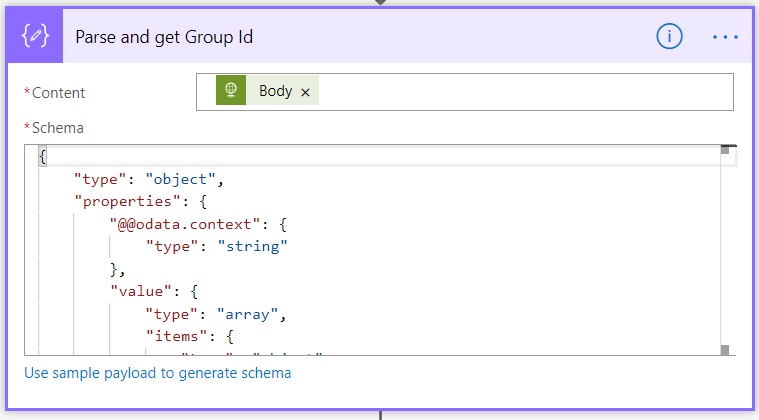 Parse and get Group Id
*Content
Body ×
*Schema
{
"type": "object",
"properties": {
"@@odata.context": {
"type": "string"
},
"value": {
"type": "array",
"items": {
Use sample payload to generate schema